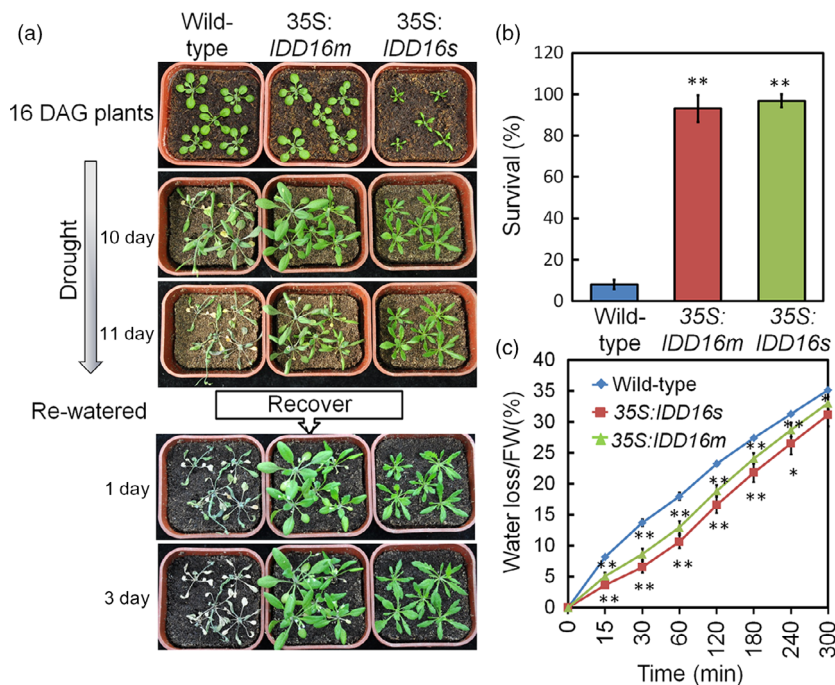 (a)
Wild-
type
35S:
IDD16m
35S:
IDD16s
16 DAG plants
Drought
10 day
11 day
Re-watered
Recover
1 day
3 day
(b)
Survival (%)
120
100
80
60
40
20
0
**
**
Wild-
type
35S:
IDD16m
35S:
IDD16s
(c)
Water loss/FW(%)
40
35
30
25
20
15
10
5
0
Wild-type
35S:IDD16s
35S:IDD16m
**
**
**
**
**
**
**
**
**
**
**
*
*
0
15
30
60
120
180
240
300
Time (min)